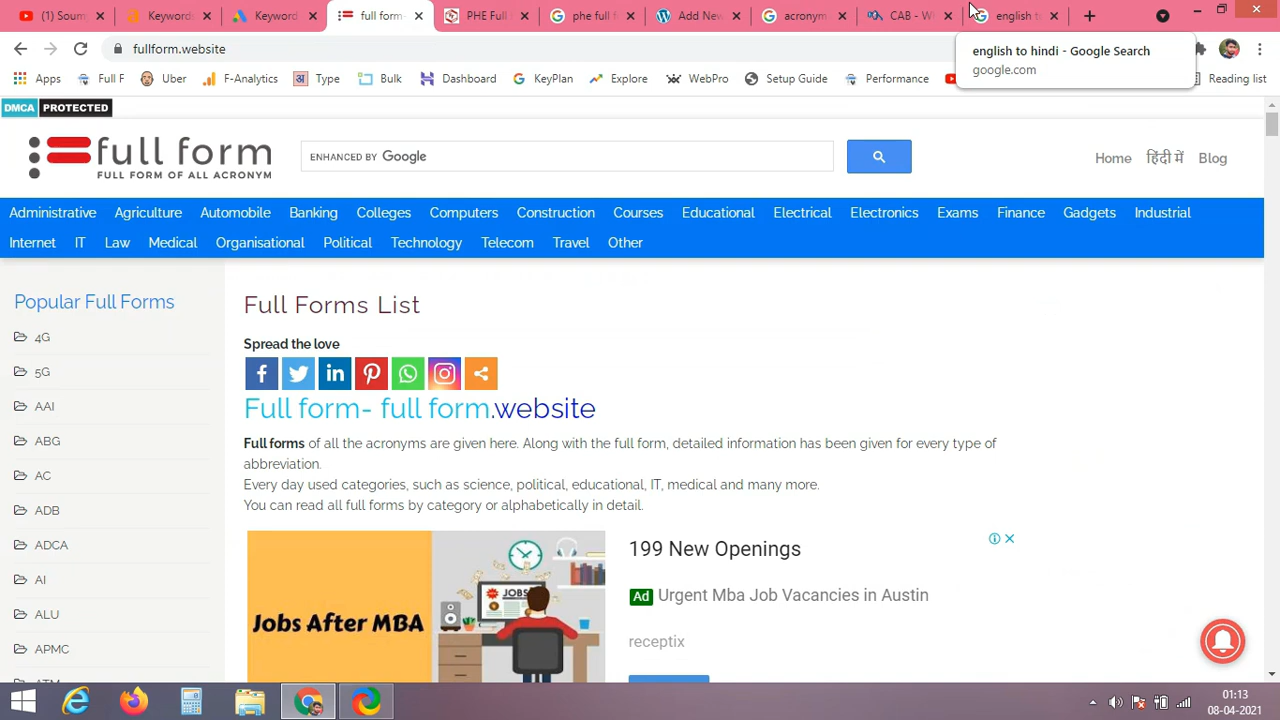 (5) Soum
Keyword
Keyword
full form-
PHE Full
phe full f
Add New
acronym
CAB - W
english to
fullform.website
english to hindi - Google Search
google.com
Apps
Full F
Uber
F-Analytics
Type
Bulk
Dashboard
KeyPlan
Explore
WebPro
Setup Guide
Performance
Reading list
DMCA PROTECTED
full form
FULL FORM OF ALL ACRONYM
ENHANCED BY Google
Home हिंदी में Blog
Administrative Agriculture Automobile Banking Colleges Computers Construction Courses Educational Electrical Electronics Exams Finance Gadgets Industrial
Internet IT Law Medical Organisational Political Technology Telecom Travel Other
Popular Full Forms
4G
5G
AAI
ABG
AC
ADB
ADCA
AI
ALU
APMC
Full Forms List
Spread the love
Full form- full form.website
Full forms of all the acronyms are given here. Along with the full form, detailed information has been given for every type of
abbreviation.
Every day used categories, such as science, political, educational, IT, medical and many more.
You can read all full forms by category or alphabetically in detail.
Jobs After MBA
JOBS
199 New Openings
Ad Urgent Mba Job Vacancies in Austin
receptix
01:13
08-04-2021